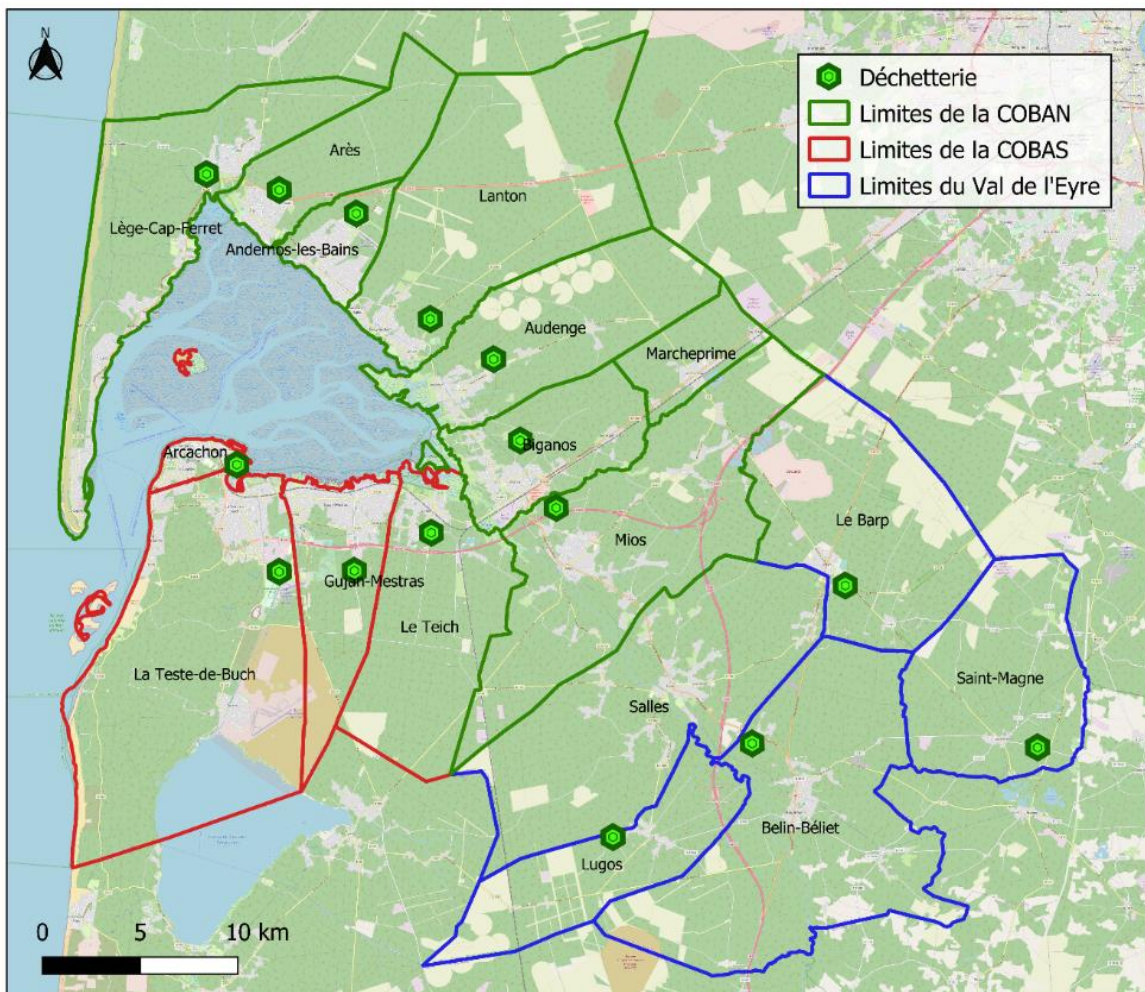 N
Déchetterie
Limites de la COBAN
Limites de la COBAS
Limites du Val de l'Eyre
Arès
Lanton
Lège-Cap-Ferret
Andernos-les-Bains
Audenge
Marcheprime
Biganos
Arcachon
Le Barp
Mios
Gujan-Mestras
Le Teich
La Teste-de-Buch
Saint-Magne
Salles
Belin-Béliet
Lugos
0 5 10 km